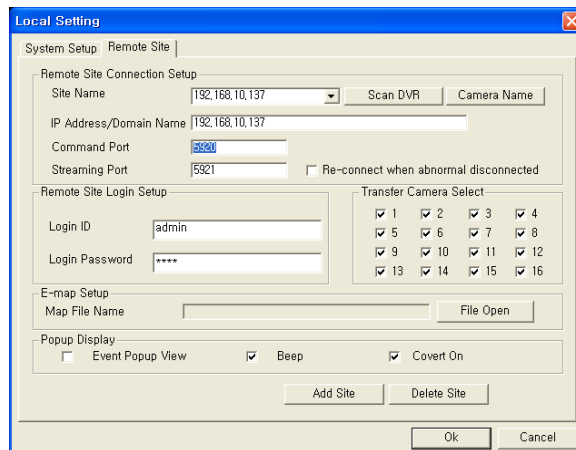 Local Setting
System Setup Remote Site
Remote Site Connection Setup
Site Name 192,168,10,137 Scan DVR Camera Name
IP Address/Domain Name 192,168,10,137
Command Port 5920
Streaming Port 5921 Re-connect when abnormal disconnected
Remote Site Login Setup Transfer Camera Select
1 2 3 4
Login ID admin
5 6 7 8
9 10 11 12
Login Password ****
13 14 15 16
E-map Setup
Map File Name File Open
Popup Display
Event Popup View Beep Covert On
Add Site Delete Site
Ok Cancel